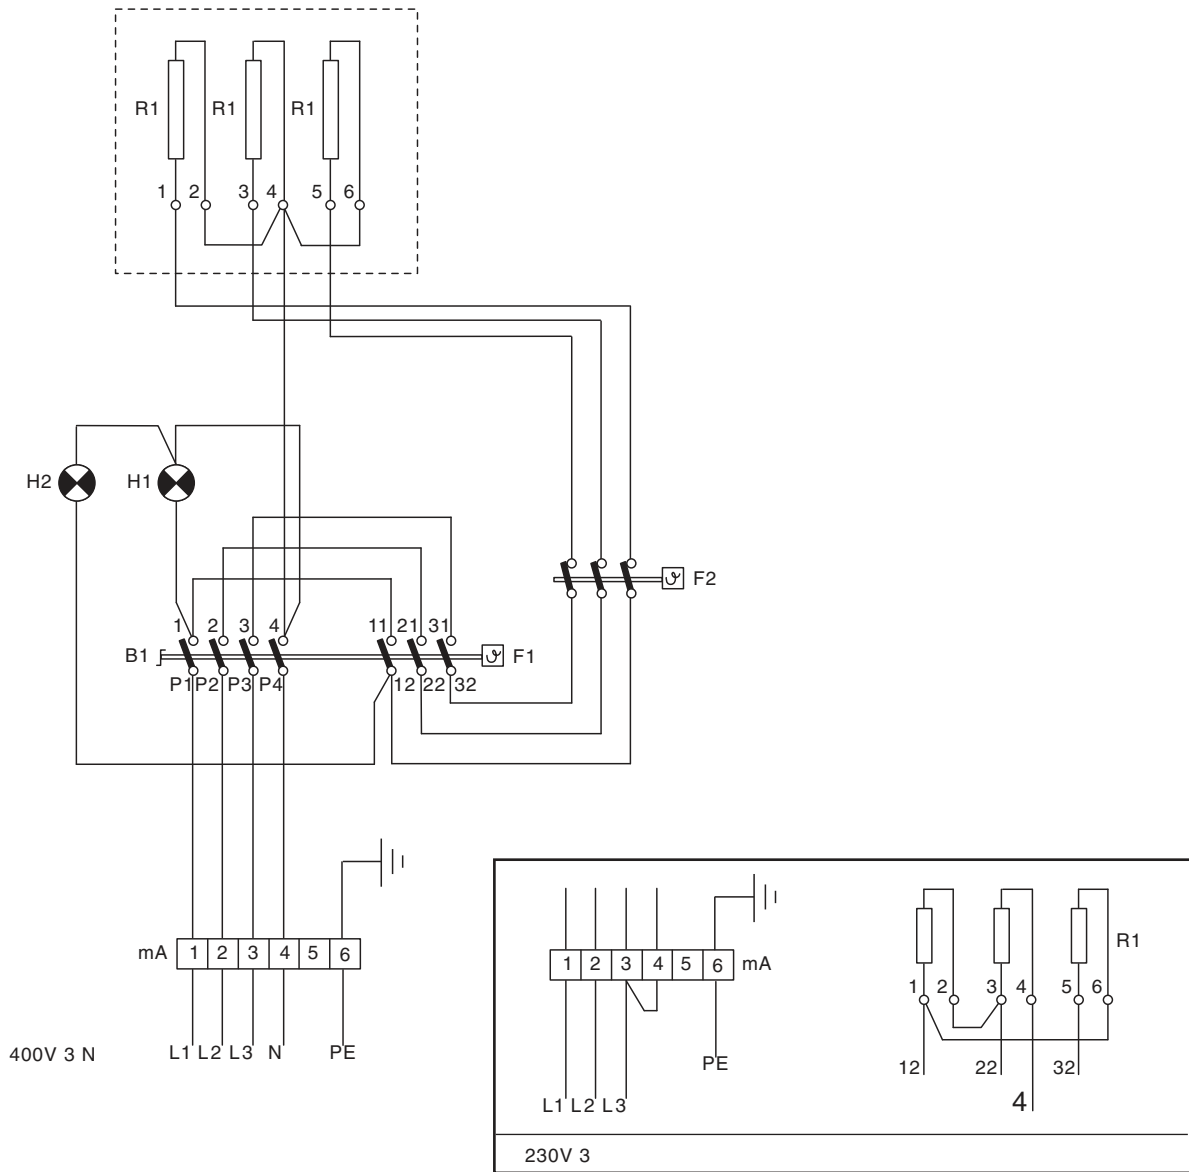 R1 R1 R1
1 2 3 4 5 6
H2 H1
ϑ F2
1 2 3 4 11 21 31
B1 ϑ F1
P1 P2 P3 P4 12 22 32
mA 1 2 3 4 5 6
400V 3 N L1 L2 L3 N PE
1 2 3 4 5 6 mA
PE
L1 L2 L3
R1
1 2 3 4 5 6
12 22 32
4
230V 3